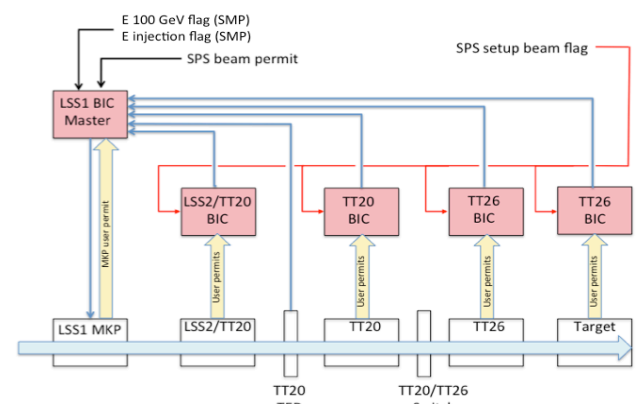 E 100 GeV flag (SMP)
E injection flag (SMP)
SPS setup beam flag
SPS beam permit
LSS1 BIC
Master
MKP user permit
LSS2/TT20
BIC
TT20
BIC
TT26
BIC
TT26
BIC
User permits
User permits
User permits
User permits
LSS1 MKP
LSS2/TT20
TT20
TT26
Target
TT20
TT20/TT26